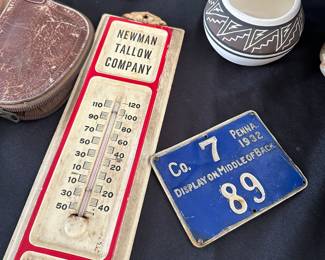 NEWMAN
TALLOW
COMPANY
110 120
90 100
70 80
50 60
30 40
10 20
10 0
30 20
50 40
Co. 7 PENNA. 1932
DISPLAY ON MIDDLE OF BACK
89